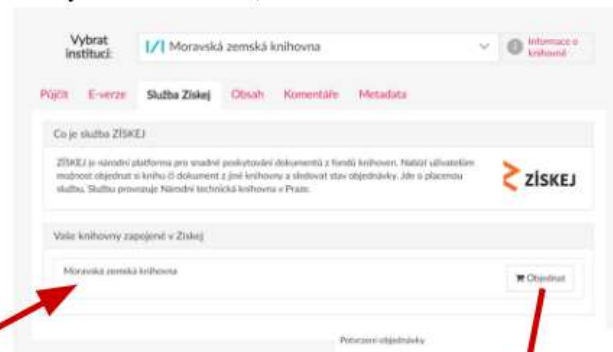 Vybrat
instituci:
Moravská zemská knihovna
Informace o
knihovně
Půjčit E-verze Služba Získej Obsah Komentáře Metadata
Co je služba ZÍSKEJ
ZÍSKEJ je národní platforma pro snadné poskytování dokumentů z fondů knihoven. Nabízí uživatelům
možnost objednat si knihu či dokument z jiné knihovny a sledovat stav objednávky. Jde o placenou
službu. Službu provozuje Národní technická knihovna v Praze.
ZÍSKEJ
Vaše knihovny zapojené v Získej
Moravská zemská knihovna
Objednat
Potvrzení objednávky